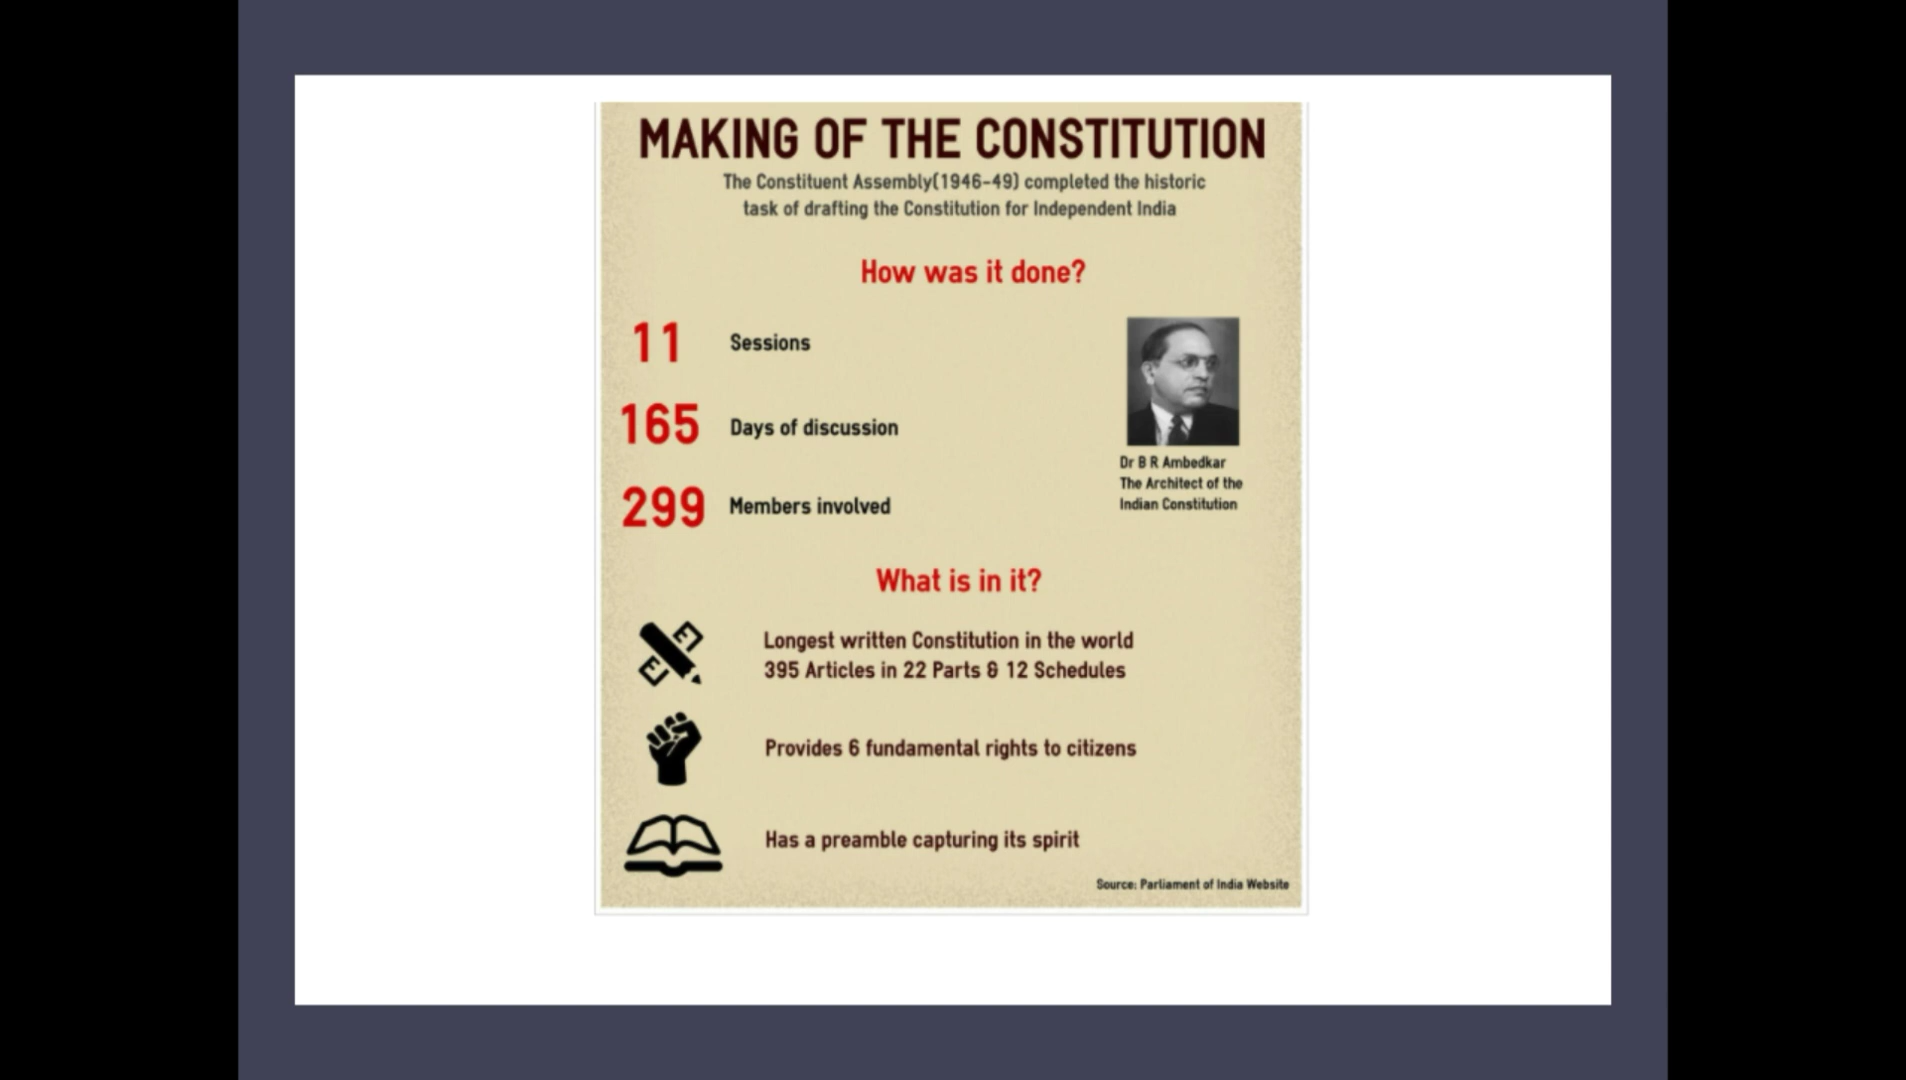 MAKING OF THE CONSTITUTION
The Constituent Assembly(1946-49) completed the historic
task of drafting the Constitution for Independent India
How was it done?
11 Sessions
165 Days of discussion
299 Members involved
Dr B R Ambedkar
The Architect of the
Indian Constitution
What is in it?
Longest written Constitution in the world
395 Articles in 22 Parts & 12 Schedules
Provides 6 fundamental rights to citizens
Has a preamble capturing its spirit
Source: Parliament of India Website